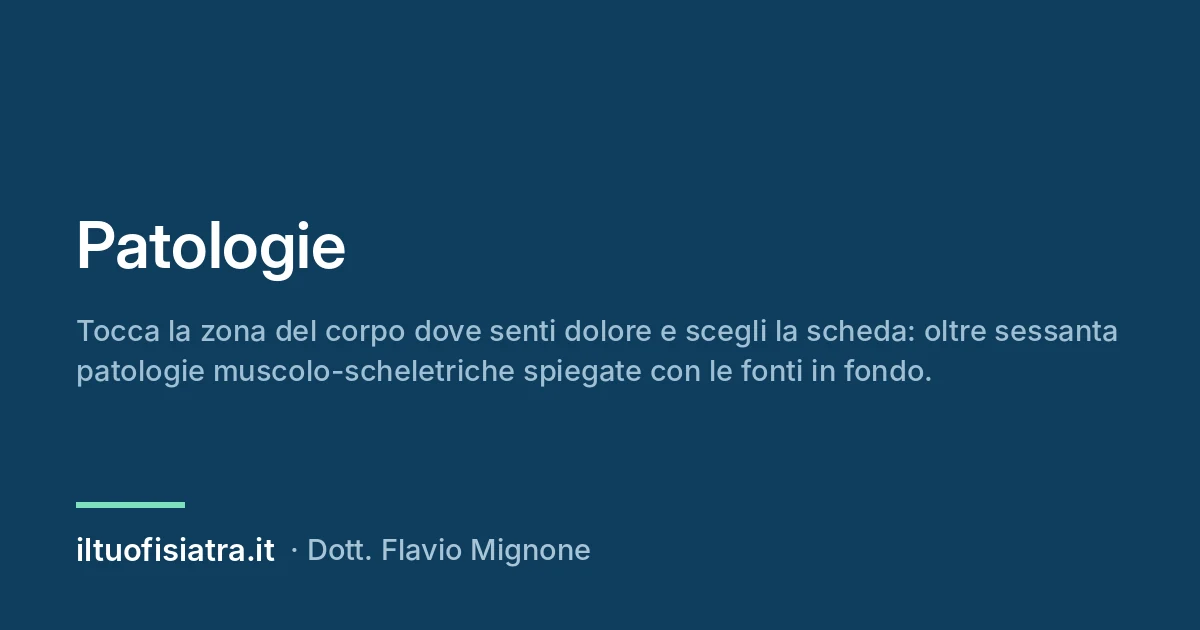 Patologie
Tocca la zona del corpo dove senti dolore e scegli la scheda: oltre sessanta
patologie muscolo-scheletriche spiegate con le fonti in fondo.
iltuofisiatra.it · Dott. Flavio Mignone